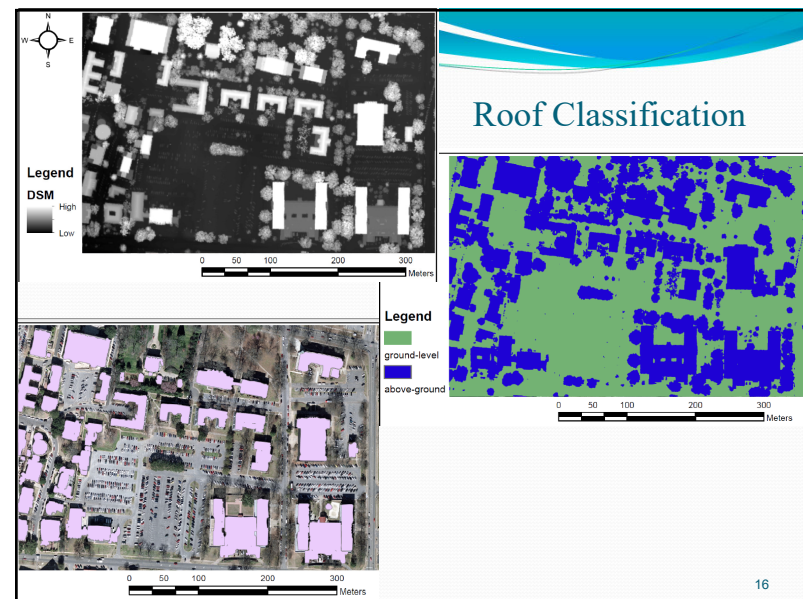 N
W E
S
Legend
DSM
High
Low
0 50 100 200 300
Meters
Roof Classification
Legend
ground-level
above-ground
0 50 100 200 300
Meters
0 50 100 200 300
Meters
16